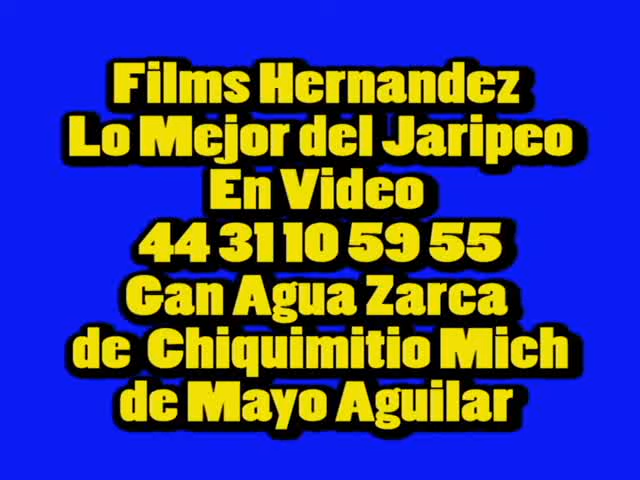 Films Hernandez
Lo Mejor del Jaripeo
En Video
44 31 10 59 55
Gan Agua Zarca
de Chiquimitio Mich
de Mayo Aguilar